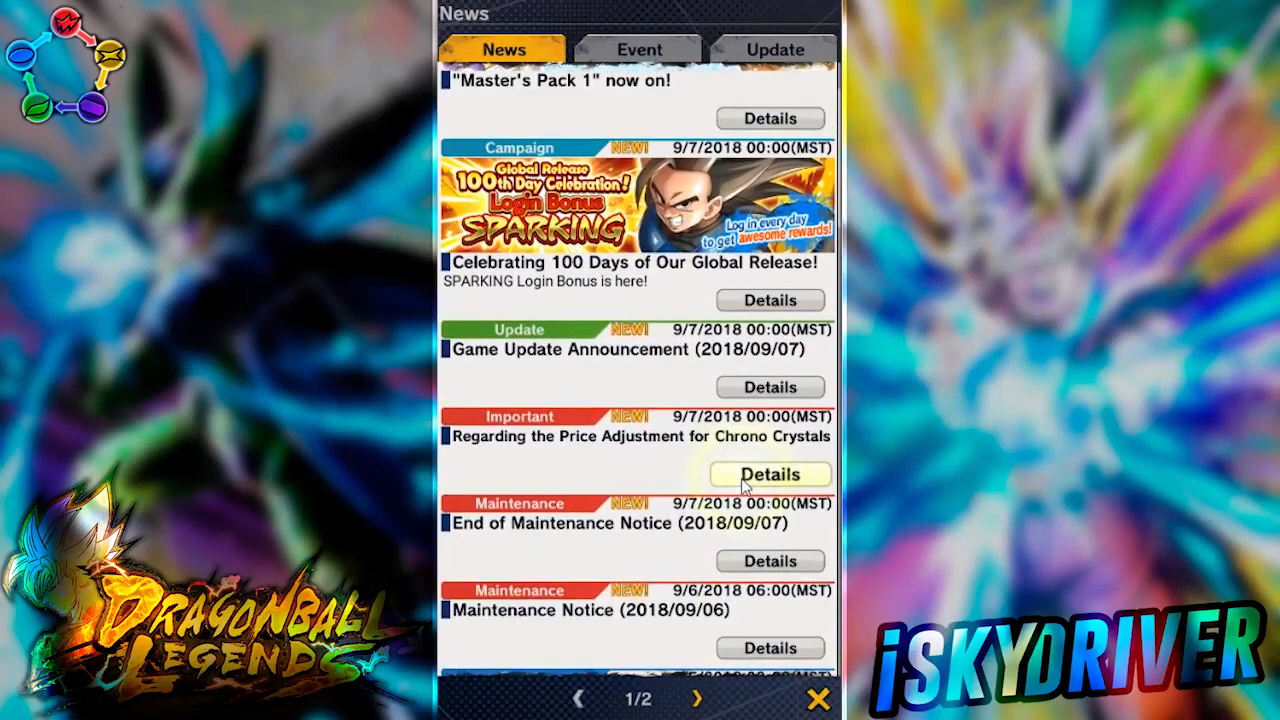 News
News
Event
Update
"Master's Pack 1" now on!
Details
Campaign NEW! 9/7/2018 00:00(MST)
Global Release
100th Day Celebration!
Login Bonus
SPARKING
Log in every day
to get awesome rewards!
Celebrating 100 Days of Our Global Release!
SPARKING Login Bonus is here!
Details
Update NEW! 9/7/2018 00:00(MST)
Game Update Announcement (2018/09/07)
Details
Important NEW! 9/7/2018 00:00(MST)
Regarding the Price Adjustment for Chrono Crystals
Details
Maintenance NEW! 9/7/2018 00:00(MST)
End of Maintenance Notice (2018/09/07)
Details
Maintenance NEW! 9/6/2018 06:00(MST)
Maintenance Notice (2018/09/06)
Details
1/2
DRAGONBALL
LEGENDS
iSKYDRIVER